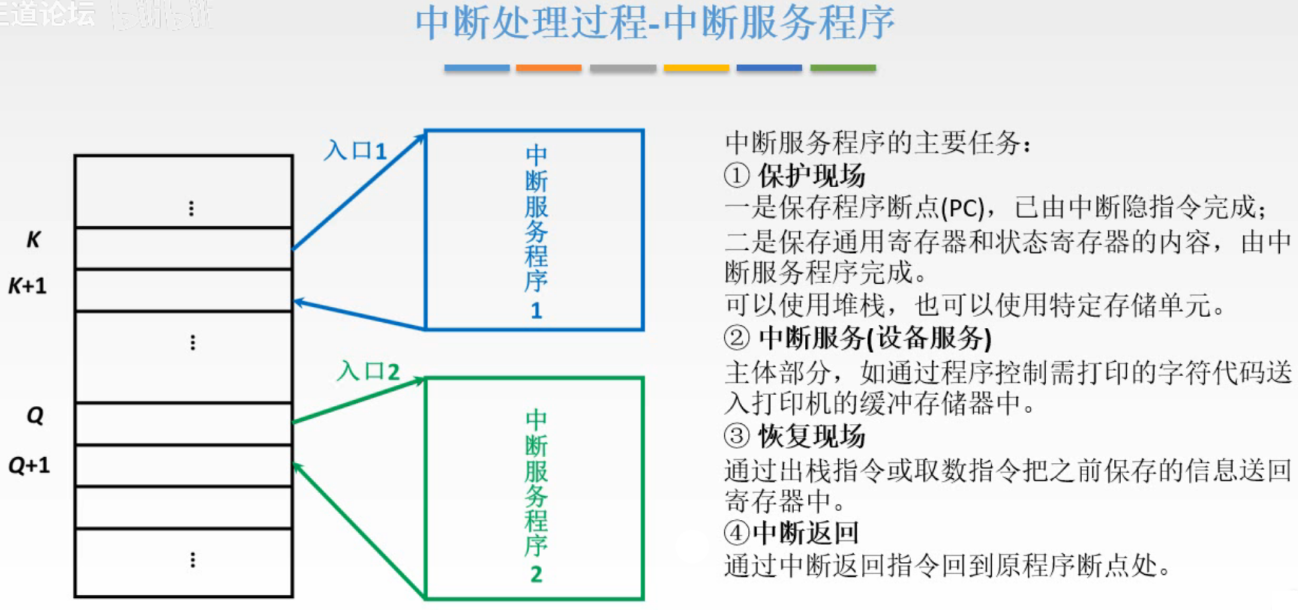 王道论坛
中断处理过程-中断服务程序
入口1
中断服务程序1
K
K+1
入口2
Q
Q+1
中断服务程序2
中断服务程序的主要任务：
① 保护现场
一是保存程序断点(PC)，已由中断隐指令完成；
二是保存通用寄存器和状态寄存器的内容，由中
断服务程序完成。
可以使用堆栈，也可以使用特定存储单元。
② 中断服务(设备服务)
主体部分，如通过程序控制需打印的字符代码送
入打印机的缓冲存储器中。
③ 恢复现场
通过出栈指令或取数指令把之前保存的信息送回
寄存器中。
④中断返回
通过中断返回指令回到原程序断点处。